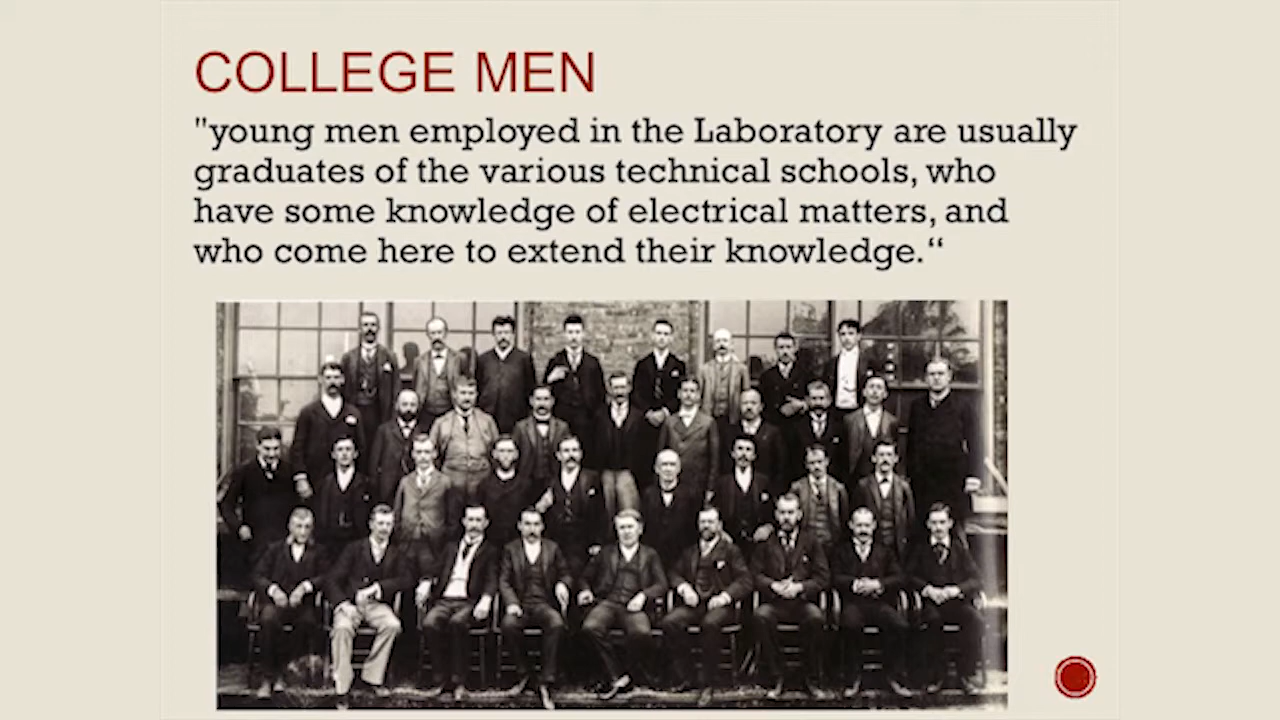 COLLEGE MEN
"young men employed in the Laboratory are usually
graduates of the various technical schools, who
have some knowledge of electrical matters, and
who come here to extend their knowledge.“